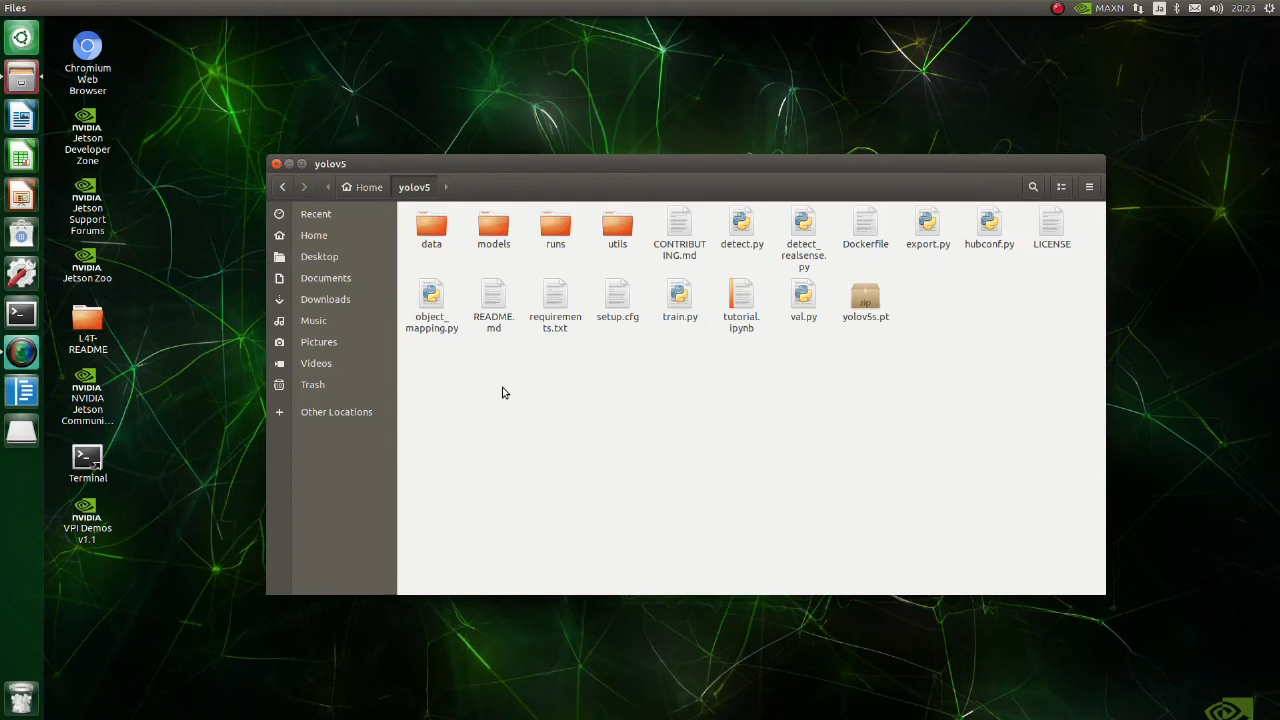 Files
MAXN
Ja
20:23
Chromium
Web
Browser
NVIDIA
Jetson
Developer
Zone
NVIDIA
Jetson
Support
Forums
NVIDIA
Jetson Zoo
L4T-
README
NVIDIA
NVIDIA
Jetson
Communi...
Terminal
NVIDIA
VPI Demos
v1.1
yolov5
Home
yolov5
Recent
Home
Desktop
Documents
Downloads
Music
Pictures
Videos
Trash
Other Locations
data
models
runs
utils
CONTRIBUT
ING.md
detect.py
detect_
realsense.
py
Dockerfile
export.py
hubconf.py
LICENSE
object_
mapping.py
README.
md
requiremen
ts.txt
setup.cfg
train.py
tutorial.
ipynb
val.py
zip
yolov5s.pt